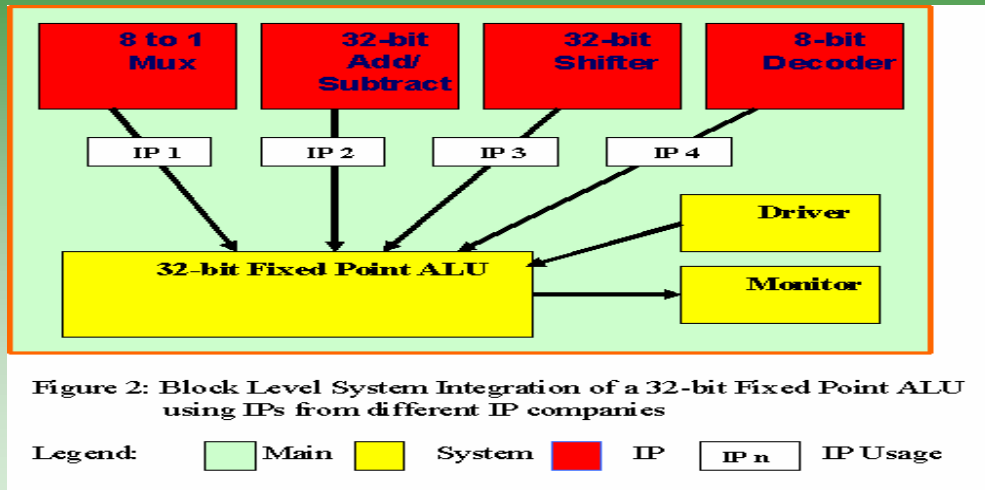 8 to 1
Mux
32-bit
Add/
Subtract
32-bit
Shifter
8-bit
Decoder
IP 1
IP 2
IP 3
IP 4
Driver
32-bit Fixed Point ALU
Monitor
Figure 2: Block Level System Integration of a 32-bit Fixed Point ALU
using IPs from different IP companies
Legend: Main System IP IP n IP Usage